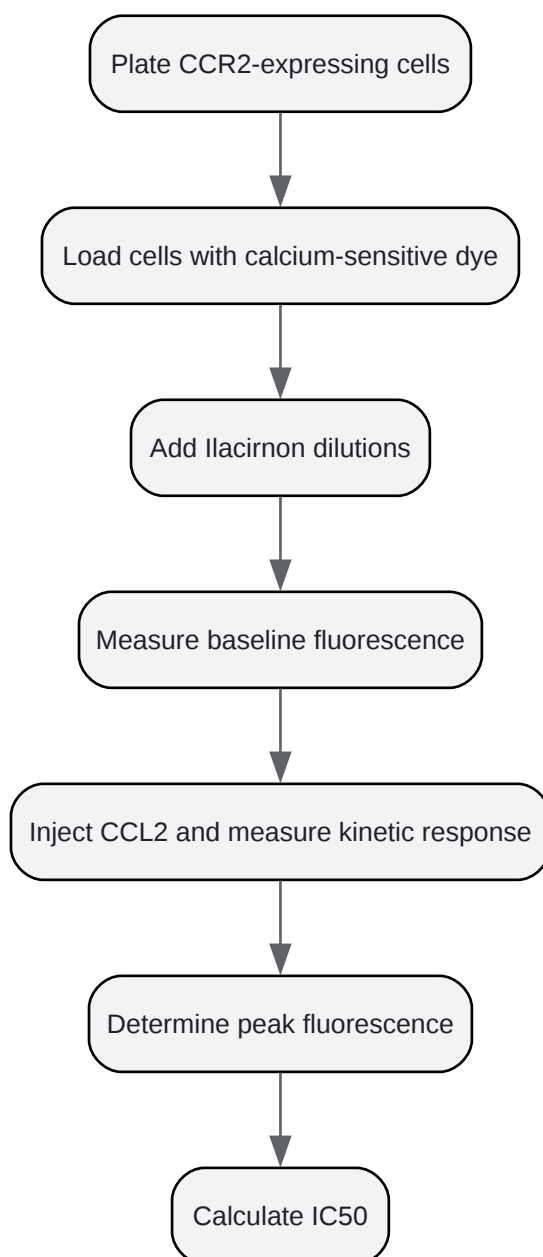 Plate CCR2-expressing cells
Load cells with calcium-sensitive dye
Add Ilacirnon dilutions
Measure baseline fluorescence
Inject CCL2 and measure kinetic response
Determine peak fluorescence
Calculate IC50